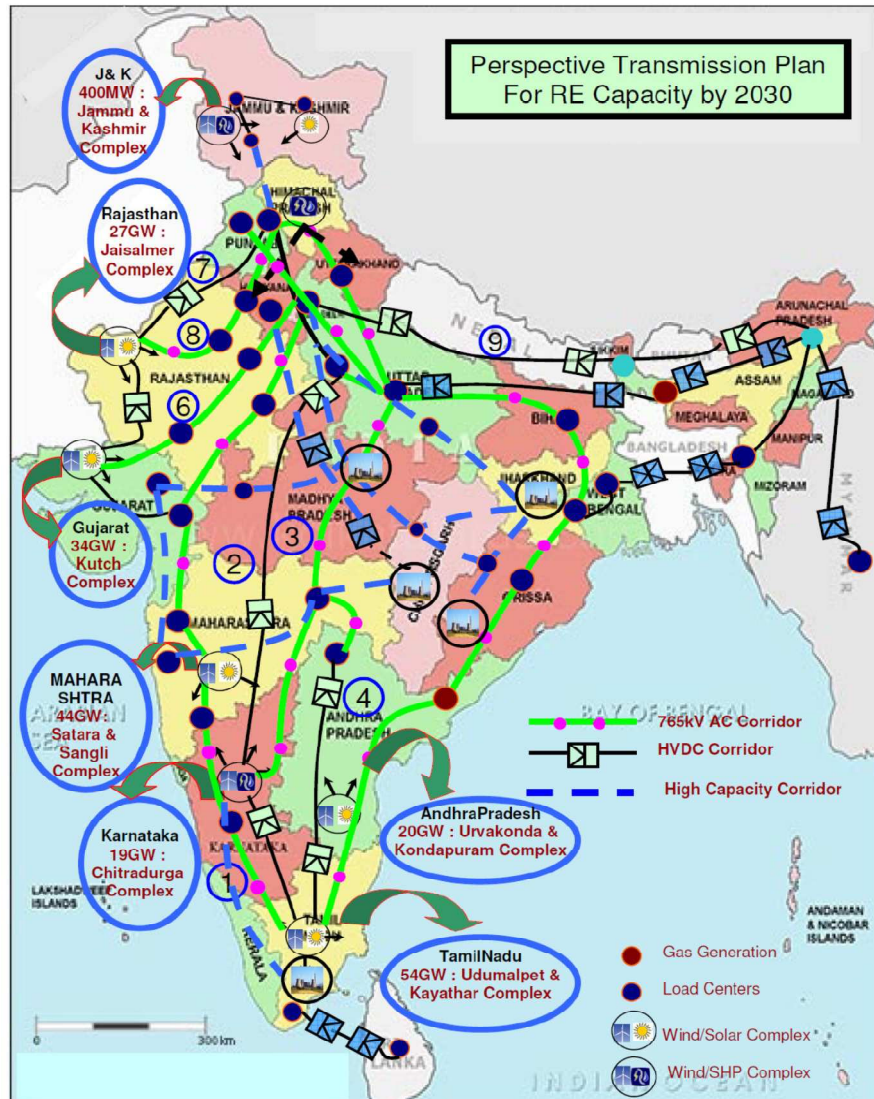 Perspective Transmission Plan
For RE Capacity by 2030
J& K
400MW :
Jammu &
Kashmir
Complex
JAMMU & KASHMIR
HIMACHAL
Rajasthan
27GW :
Jaisalmer
Complex
7
8
9
6
RAJASTHAN
NEPAL
SIKKIM
BHUTAN
ARUNACHAL
PRADESH
ASSAM
MEGHALAYA
MANIPUR
MIZORAM
BANGLADESH
UTTAR
JHARKHAND
WEST
BENGAL
GUJARAT
MADHYA
PRADESH
Gujarat
34GW :
Kutch
Complex
2
3
MAHARASHTRA
ORISSA
MAHARA
SHTRA
44GW:
Satara &
Sangli
Complex
4
ANDHRA
PRADESH
BAY OF BENGAL
765kV AC Corridor
HVDC Corridor
High Capacity Corridor
Karnataka
19GW :
Chitradurga
Complex
KARNATAKA
1
AndhraPradesh
20GW : Urvakonda &
Kondapuram Complex
LAKSHADWEEP
ISLANDS
KERALA
ANDAMAN
& NICOBAR
ISLANDS
TamilNadu
54GW : Udumalpet &
Kayathar Complex
Gas Generation
Load Centers
Wind/Solar Complex
Wind/SHP Complex
0
300 km
LANKA
INDIAN OCEAN